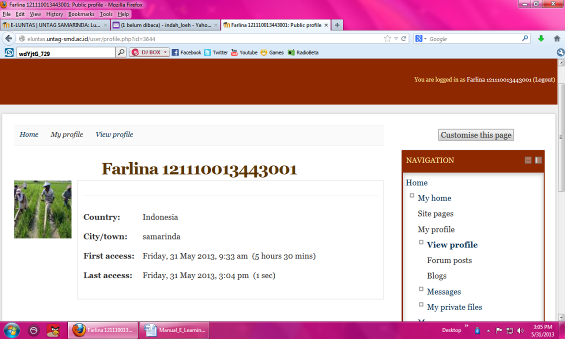 Farlina 121110013443001: Public profile - Mozilla Firefox
File Edit View History Bookmarks Tools Help
E-LUNTAS | UNTAG SAMARINDA: Lu...
(1 belum dibaca) - indah_loeh - Yahoo...
Farlina 121110013443001: Public profile
eluntas.untag-smd.ac.id/user/profile.php?id=3644
Google
wdYjtG_729
DJ BOX
Facebook
Twitter
Youtube
Games
RadioBeta
You are logged in as Farlina 121110013443001 (Logout)
Home My profile View profile
Customise this page
Farlina 121110013443001
Country: Indonesia
City/town: samarinda
First access: Friday, 31 May 2013, 9:33 am (5 hours 30 mins)
Last access: Friday, 31 May 2013, 3:04 pm (1 sec)
NAVIGATION
Home
My home
Site pages
My profile
View profile
Forum posts
Blogs
Messages
My private files
Farlina 121110013...
Manual_E_Learnin...
Desktop
3:05 PM
5/31/2013